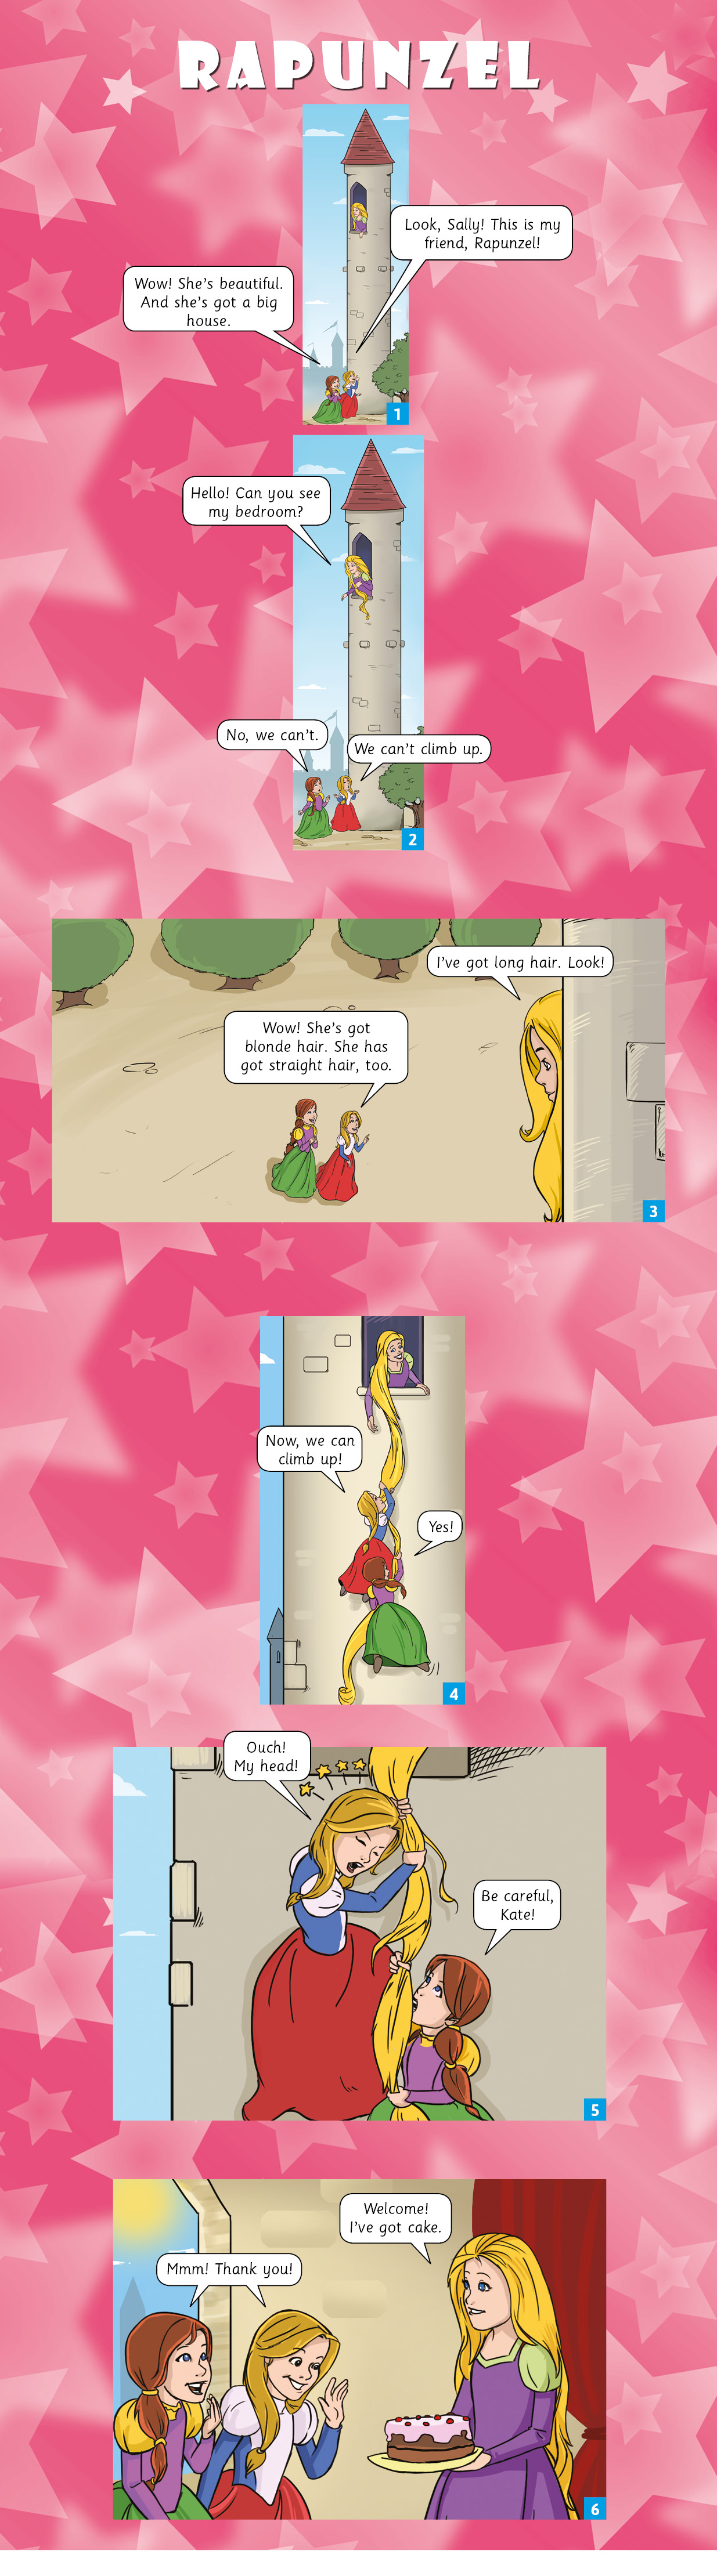 RAPUNZEL
Look, Sally! This is my
friend, Rapunzel!
Wow! She's beautiful.
And she's got a big
house.
1
Hello! Can you see
my bedroom?
No, we can't.
We can't climb up.
2
I've got long hair. Look!
Wow! She's got
blonde hair. She has
got straight hair, too.
3
Now, we can
climb up!
Yes!
4
Ouch!
My head!
Be careful,
Kate!
5
Welcome!
I've got cake.
Mmm! Thank you!
6